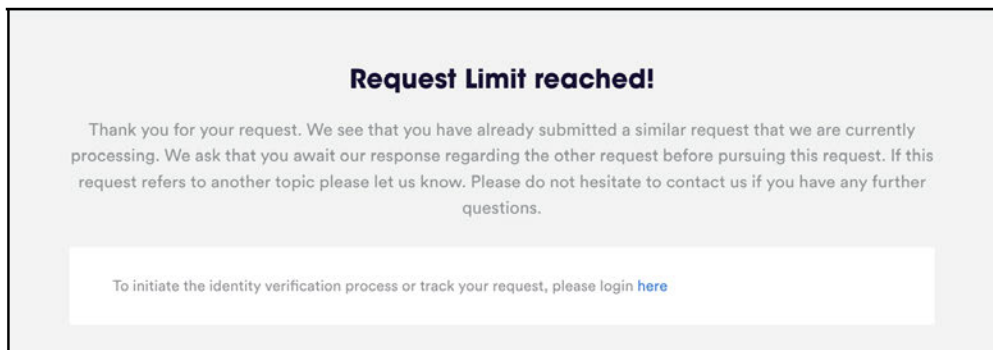 Request Limit reached!
Thank you for your request. We see that you have already submitted a similar request that we are currently
processing. We ask that you await our response regarding the other request before pursuing this request. If this
request refers to another topic please let us know. Please do not hesitate to contact us if you have any further
questions.
To initiate the identity verification process or track your request, please login here